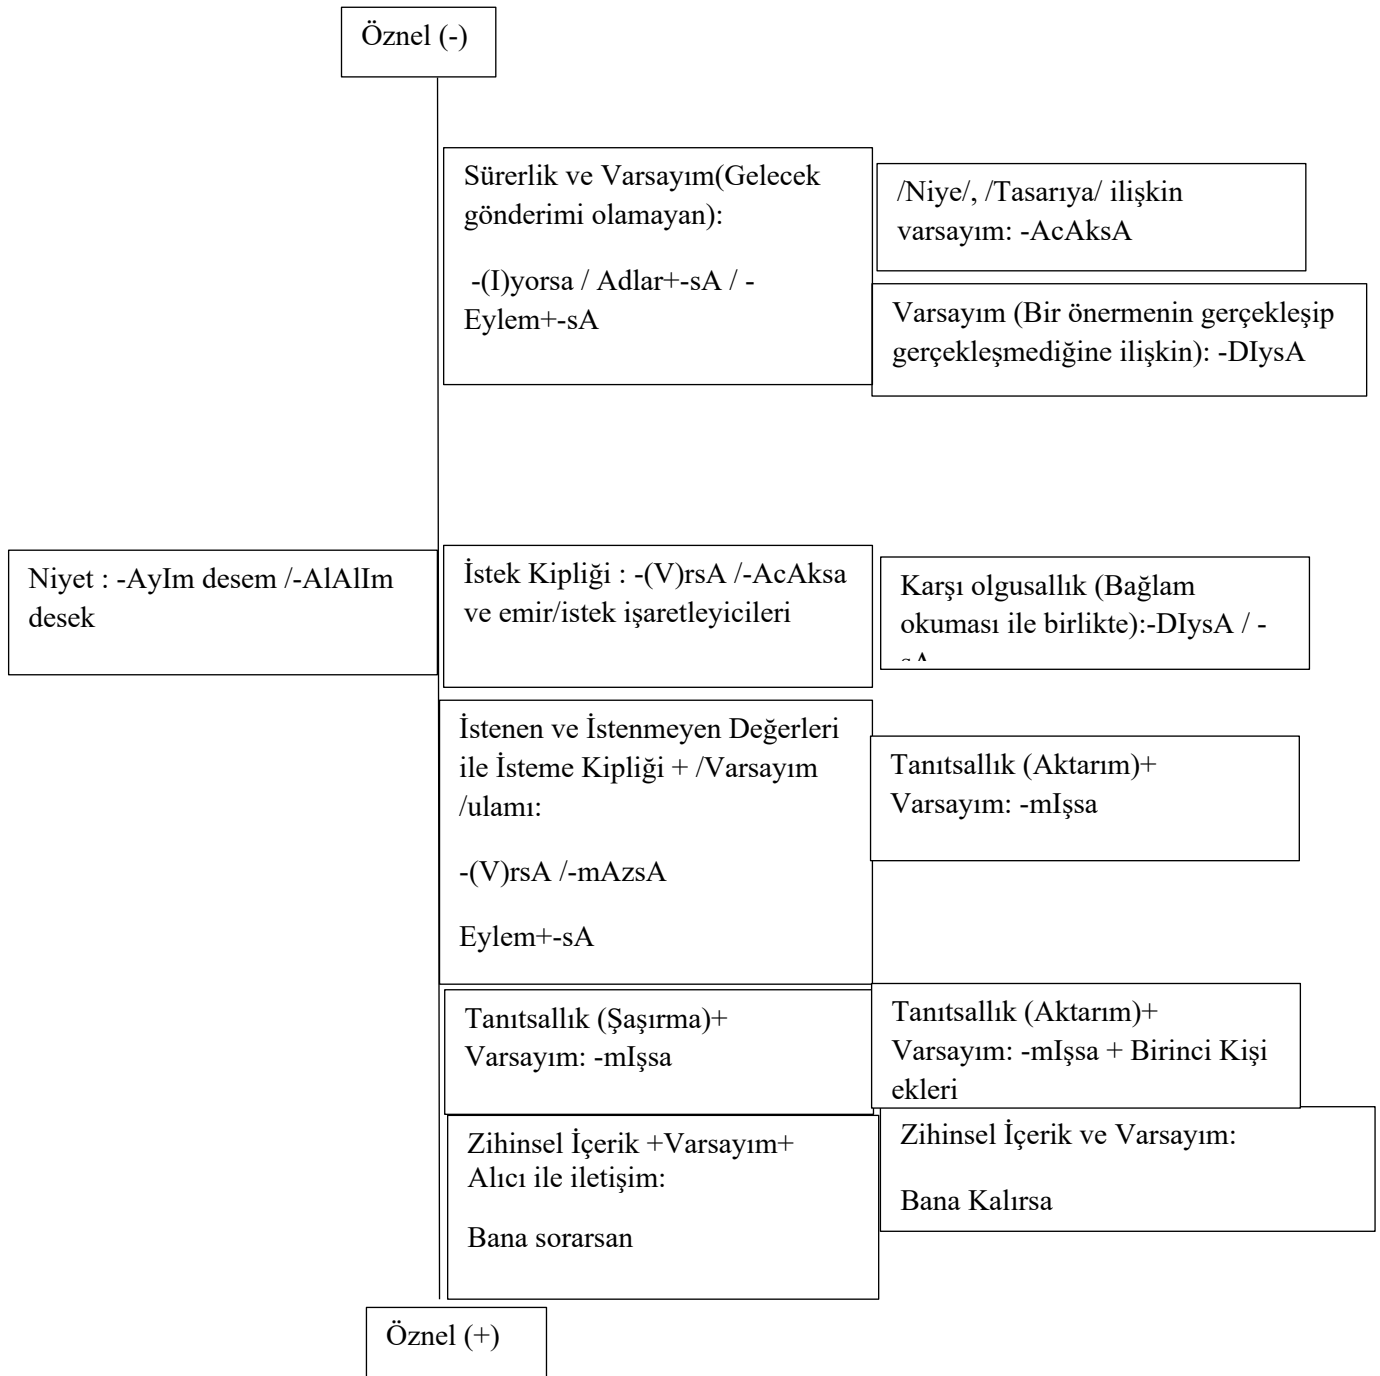 Öznel (-)
Sürerlik ve Varsayım(Gelecek
gönderimi olamayan):
-(I)yorsa / Adlar+-sA / -
Eylem+-sA
/Niye/, /Tasarıya/ ilişkin
varsayım: -AcAksA
Varsayım (Bir önermenin gerçekleşip
gerçekleşmediğine ilişkin): -DIysA
Niyet : -AyIm desem /-AlAlIm
desek
İstek Kipliği : -(V)rsA /-AcAksa
ve emir/istek işaretleyicileri
Karşı olgusallık (Bağlam
okuması ile birlikte):-DIysA / -
İstenen ve İstenmeyen Değerleri
ile İsteme Kipliği + /Varsayım
/ulamı:
-(V)rsA /-mAzsA
Eylem+-sA
Tanıtsallık (Aktarım)+
Varsayım: -mIşsa
Tanıtsallık (Şaşırma)+
Varsayım: -mIşsa
Tanıtsallık (Aktarım)+
Varsayım: -mIşsa + Birinci Kişi
ekleri
Zihinsel İçerik +Varsayım+
Alıcı ile iletişim:
Bana sorarsan
Zihinsel İçerik ve Varsayım:
Bana Kalırsa
Öznel (+)